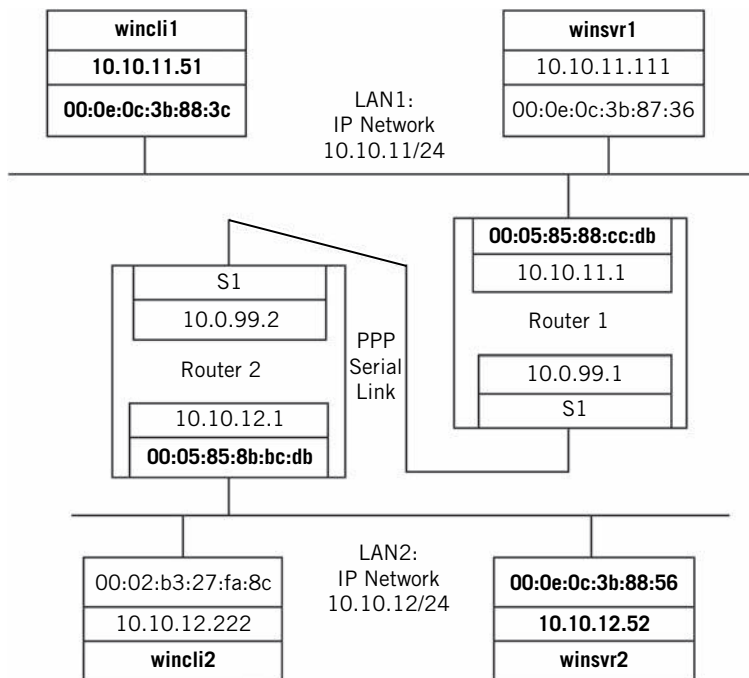 wincli1
10.10.11.51
00:0e:0c:3b:88:3c
LAN1:
IP Network
10.10.11/24
winsvr1
10.10.11.111
00:0e:0c:3b:87:36
S1
10.0.99.2
Router 2
10.10.12.1
00:05:85:8b:bc:db
PPP
Serial
Link
00:05:85:88:cc:db
10.10.11.1
Router 1
10.0.99.1
S1
00:02:b3:27:fa:8c
10.10.12.222
wincli2
LAN2:
IP Network
10.10.12/24
00:0e:0c:3b:88:56
10.10.12.52
winsvr2